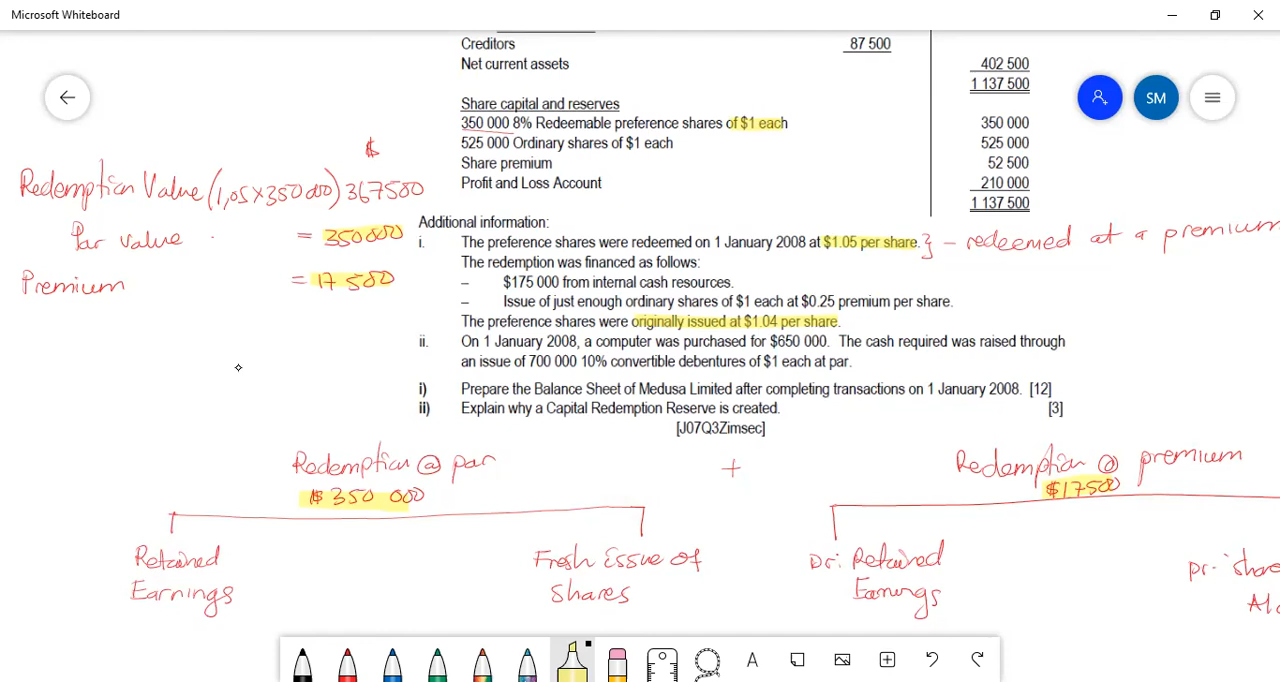 Microsoft Whiteboard
Creditors 87 500
Net current assets 402 500
1 137 500
SM
Share capital and reserves
350 000 8% Redeemable preference shares of $1 each 350 000
525 000 Ordinary shares of $1 each 525 000
Share premium 52 500
Profit and Loss Account 210 000
1 137 500
$
Redemption Value (1,05×350 000) 367500
Par value = 350000
Premium = 17 500
Additional information:
i. The preference shares were redeemed on 1 January 2008 at $1.05 per share. } - redeemed at a premium
The redemption was financed as follows:
– $175 000 from internal cash resources.
– Issue of just enough ordinary shares of $1 each at $0.25 premium per share.
The preference shares were originally issued at $1.04 per share.
ii. On 1 January 2008, a computer was purchased for $650 000. The cash required was raised through
an issue of 700 000 10% convertible debentures of $1 each at par.
i) Prepare the Balance Sheet of Medusa Limited after completing transactions on 1 January 2008. [12]
ii) Explain why a Capital Redemption Reserve is created. [3]
[J07Q3Zimsec]
Redemption @ par + Redemption @ premium
$350 000 $17500
Retained Fresh issue of Dr: Retained Dr: share
Earnings Shares Earnings
A